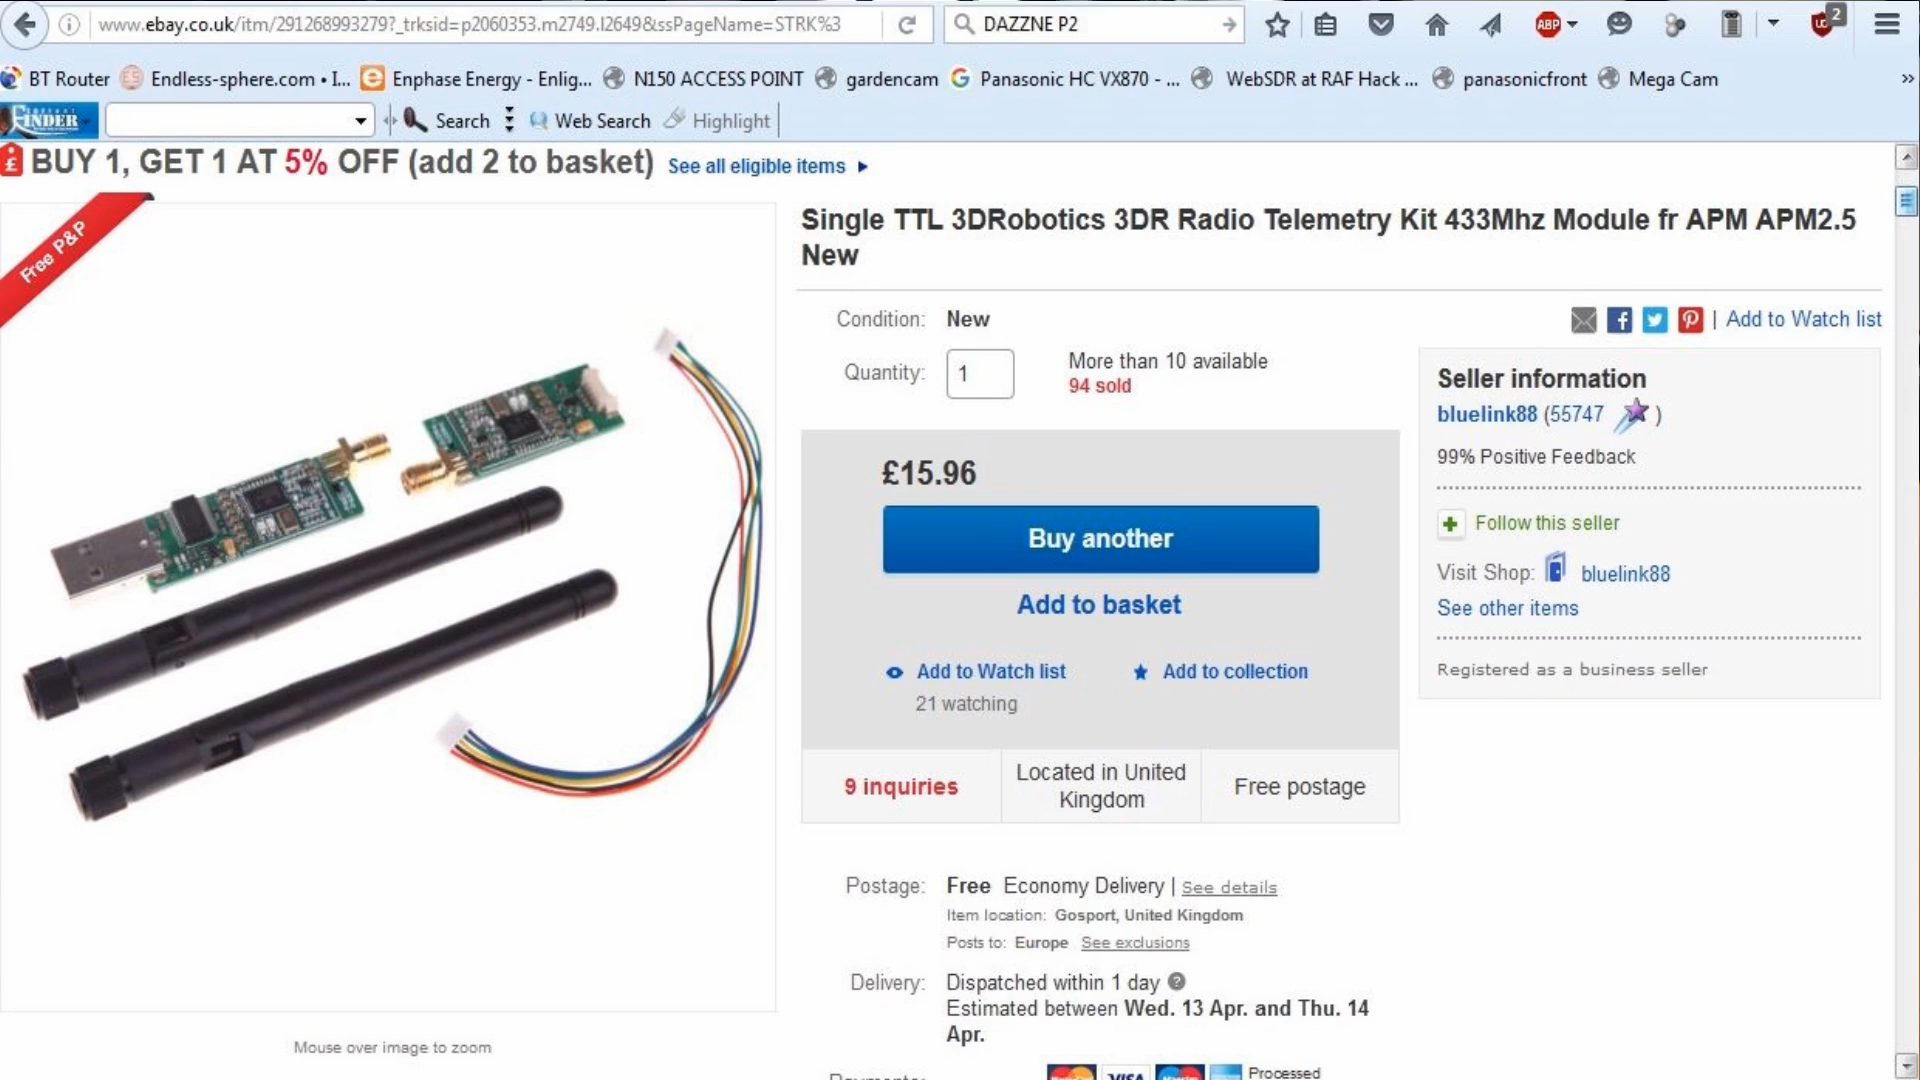 www.ebay.co.uk/itm/291268993279?_trksid=p2060353.m2749.l2649&ssPageName=STRK%3
DAZZNE P2
ABP
2
BT Router
Endless-sphere.com • I...
Enphase Energy - Enlig...
N150 ACCESS POINT
gardencam
Panasonic HC VX870 - ...
WebSDR at RAF Hack ...
panasonicfront
Mega Cam
»
FINDER
Search
Web Search
Highlight
£ BUY 1, GET 1 AT 5% OFF (add 2 to basket) See all eligible items
Free P&P
Single TTL 3DRobotics 3DR Radio Telemetry Kit 433Mhz Module fr APM APM2.5
New
Condition: New
| Add to Watch list
Quantity: 1
More than 10 available
94 sold
£15.96
Buy another
Add to basket
Add to Watch list
Add to collection
21 watching
9 inquiries
Located in United
Kingdom
Free postage
Seller information
bluelink88 (55747 )
99% Positive Feedback
Follow this seller
Visit Shop: bluelink88
See other items
Registered as a business seller
Postage: Free Economy Delivery | See details
Item location: Gosport, United Kingdom
Posts to: Europe See exclusions
Delivery: Dispatched within 1 day
Estimated between Wed. 13 Apr. and Thu. 14
Apr.
Mouse over image to zoom
Payments:
VISA
Processed